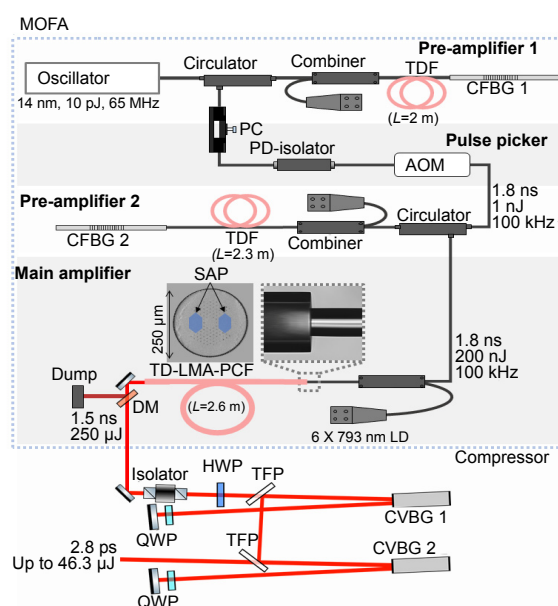 MOFA
Pre-amplifier 1
Circulator
Combiner
TDF
Oscillator
CFBG 1
14 nm, 10 pJ, 65 MHz
(L=2 m)
PC
Pulse picker
PD-isolator
AOM
1.8 ns
1 nJ
100 kHz
Pre-amplifier 2
Circulator
CFBG 2
TDF
Combiner
(L=2.3 m)
Main amplifier
SAP
250 µm
1.8 ns
200 nJ
100 kHz
TD-LMA-PCF
Dump
(L=2.6 m)
DM
1.5 ns
250 µJ
6 X 793 nm LD
Compressor
Isolator
HWP
TFP
CVBG 1
QWP
TFP
CVBG 2
2.8 ps
Up to 46.3 µJ
QWP